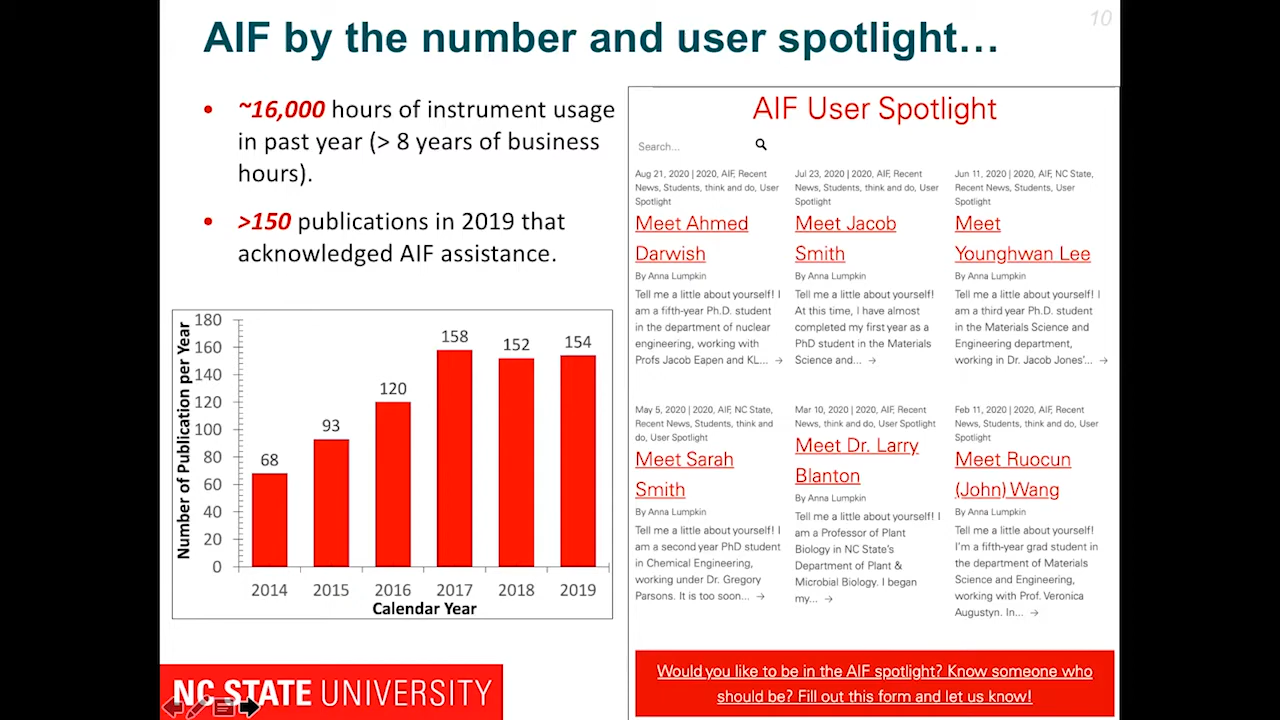 10
AIF by the number and user spotlight…
• ~16,000 hours of instrument usage
in past year (> 8 years of business
hours).
• >150 publications in 2019 that
acknowledged AIF assistance.
Number of Publication per Year
180
160
140
120
100
80
60
40
20
0
68
93
120
158
152
154
2014 2015 2016 2017 2018 2019
Calendar Year
NC STATE UNIVERSITY
AIF User Spotlight
Search...
Aug 21, 2020 | 2020, AIF, Recent
News, Students, think and do, User
Spotlight
Meet Ahmed
Darwish
By Anna Lumpkin
Tell me a little about yourself! I
am a fifth-year Ph.D. student
in the department of nuclear
engineering, working with
Profs Jacob Eapen and KL... →
Jul 23, 2020 | 2020, AIF, Recent
News, Students, think and do, User
Spotlight
Meet Jacob
Smith
By Anna Lumpkin
Tell me a little about yourself!
At this time, I have almost
completed my first year as a
PhD student in the Materials
Science and... →
Jun 11, 2020 | 2020, AIF, NC State,
Recent News, Students, User
Spotlight
Meet
Younghwan Lee
By Anna Lumpkin
Tell me a little about yourself! I
am a third year Ph.D. student
in the Materials Science and
Engineering department,
working in Dr. Jacob Jones'... →
May 5, 2020 | 2020, AIF, NC State,
Recent News, Students, think and
do, User Spotlight
Meet Sarah
Smith
By Anna Lumpkin
Tell me a little about yourself! I
am a second year PhD student
in Chemical Engineering,
working under Dr. Gregory
Parsons. It is too soon... →
Mar 10, 2020 | 2020, AIF, Recent
News, think and do, User Spotlight
Meet Dr. Larry
Blanton
By Anna Lumpkin
Tell me a little about yourself! I
am a Professor of Plant
Biology in NC State's
Department of Plant &
Microbial Biology. I began
my... →
Feb 11, 2020 | 2020, AIF, Recent
News, Students, think and do, User
Spotlight
Meet Ruocun
(John) Wang
By Anna Lumpkin
Tell me a little about yourself!
I'm a fifth-year grad student in
the department of Materials
Science and Engineering,
working with Prof. Veronica
Augustyn. In... →
Would you like to be in the AIF spotlight? Know someone who
should be? Fill out this form and let us know!